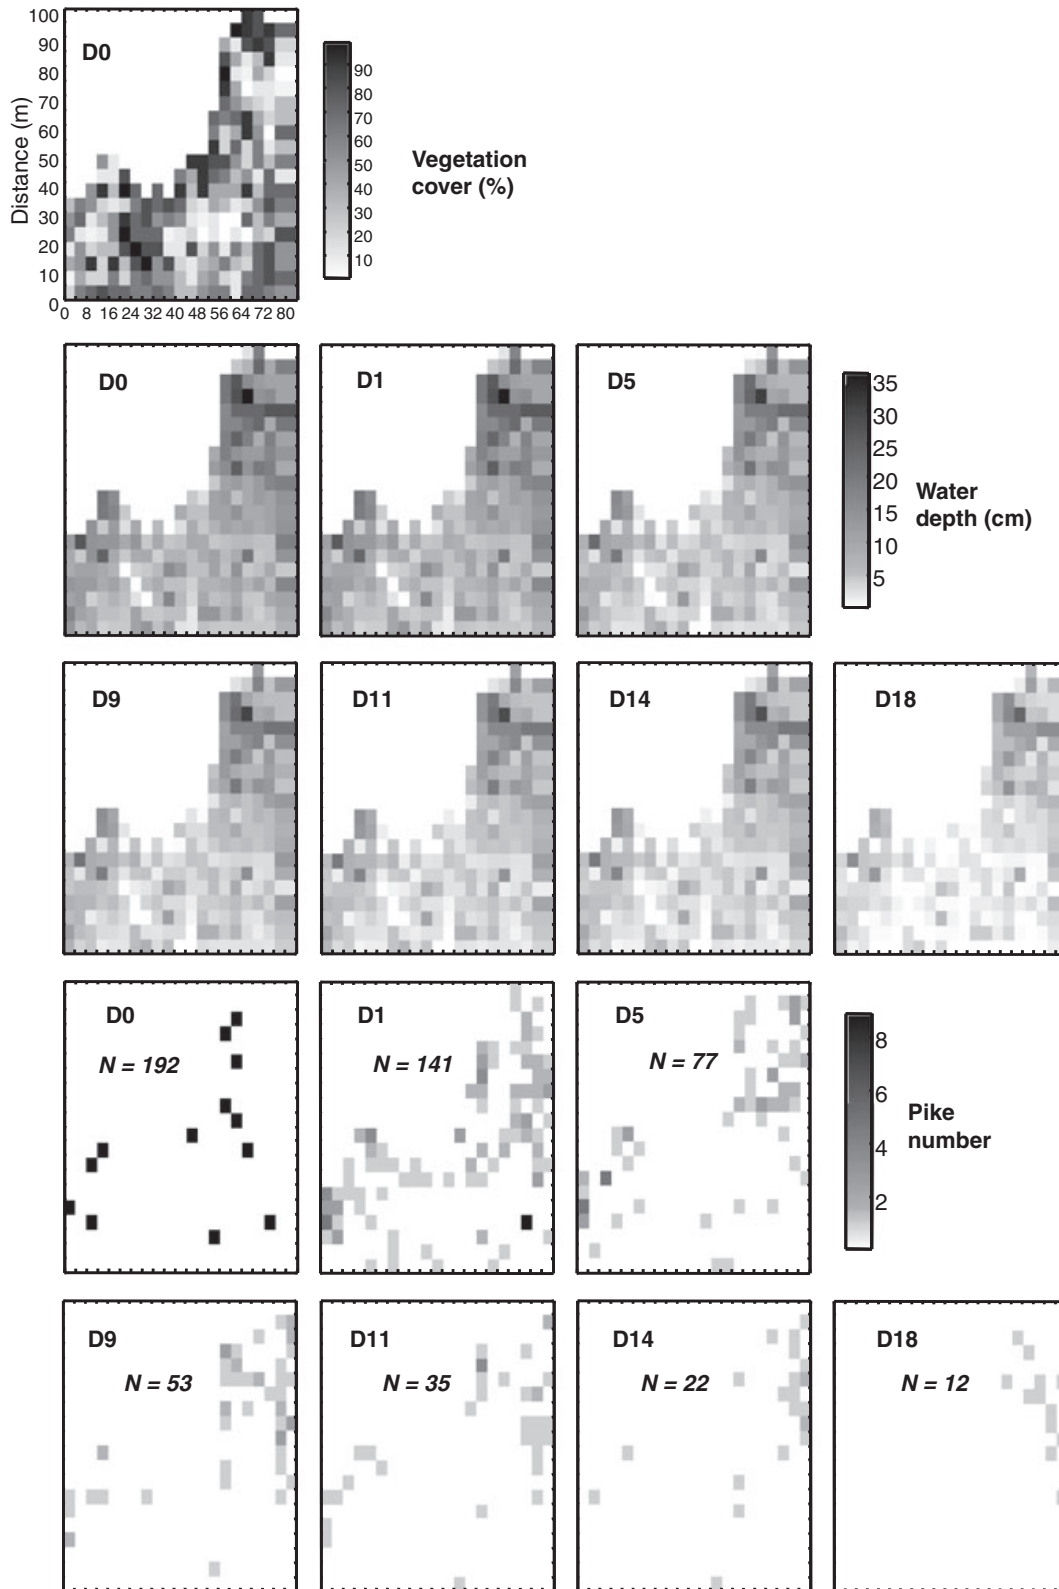 100
90
80
70
60
50
40
30
20
10
0
Distance (m)
D0
0 8 16 24 32 40 48 56 64 72 80
90
80
70
60
50
40
30
20
10
Vegetation
cover (%)
D0
D1
D5
35
30
25
20
15
10
5
Water
depth (cm)
D9
D11
D14
D18
D0
N = 192
D1
N = 141
D5
N = 77
8
6
4
2
Pike
number
D9
N = 53
D11
N = 35
D14
N = 22
D18
N = 12